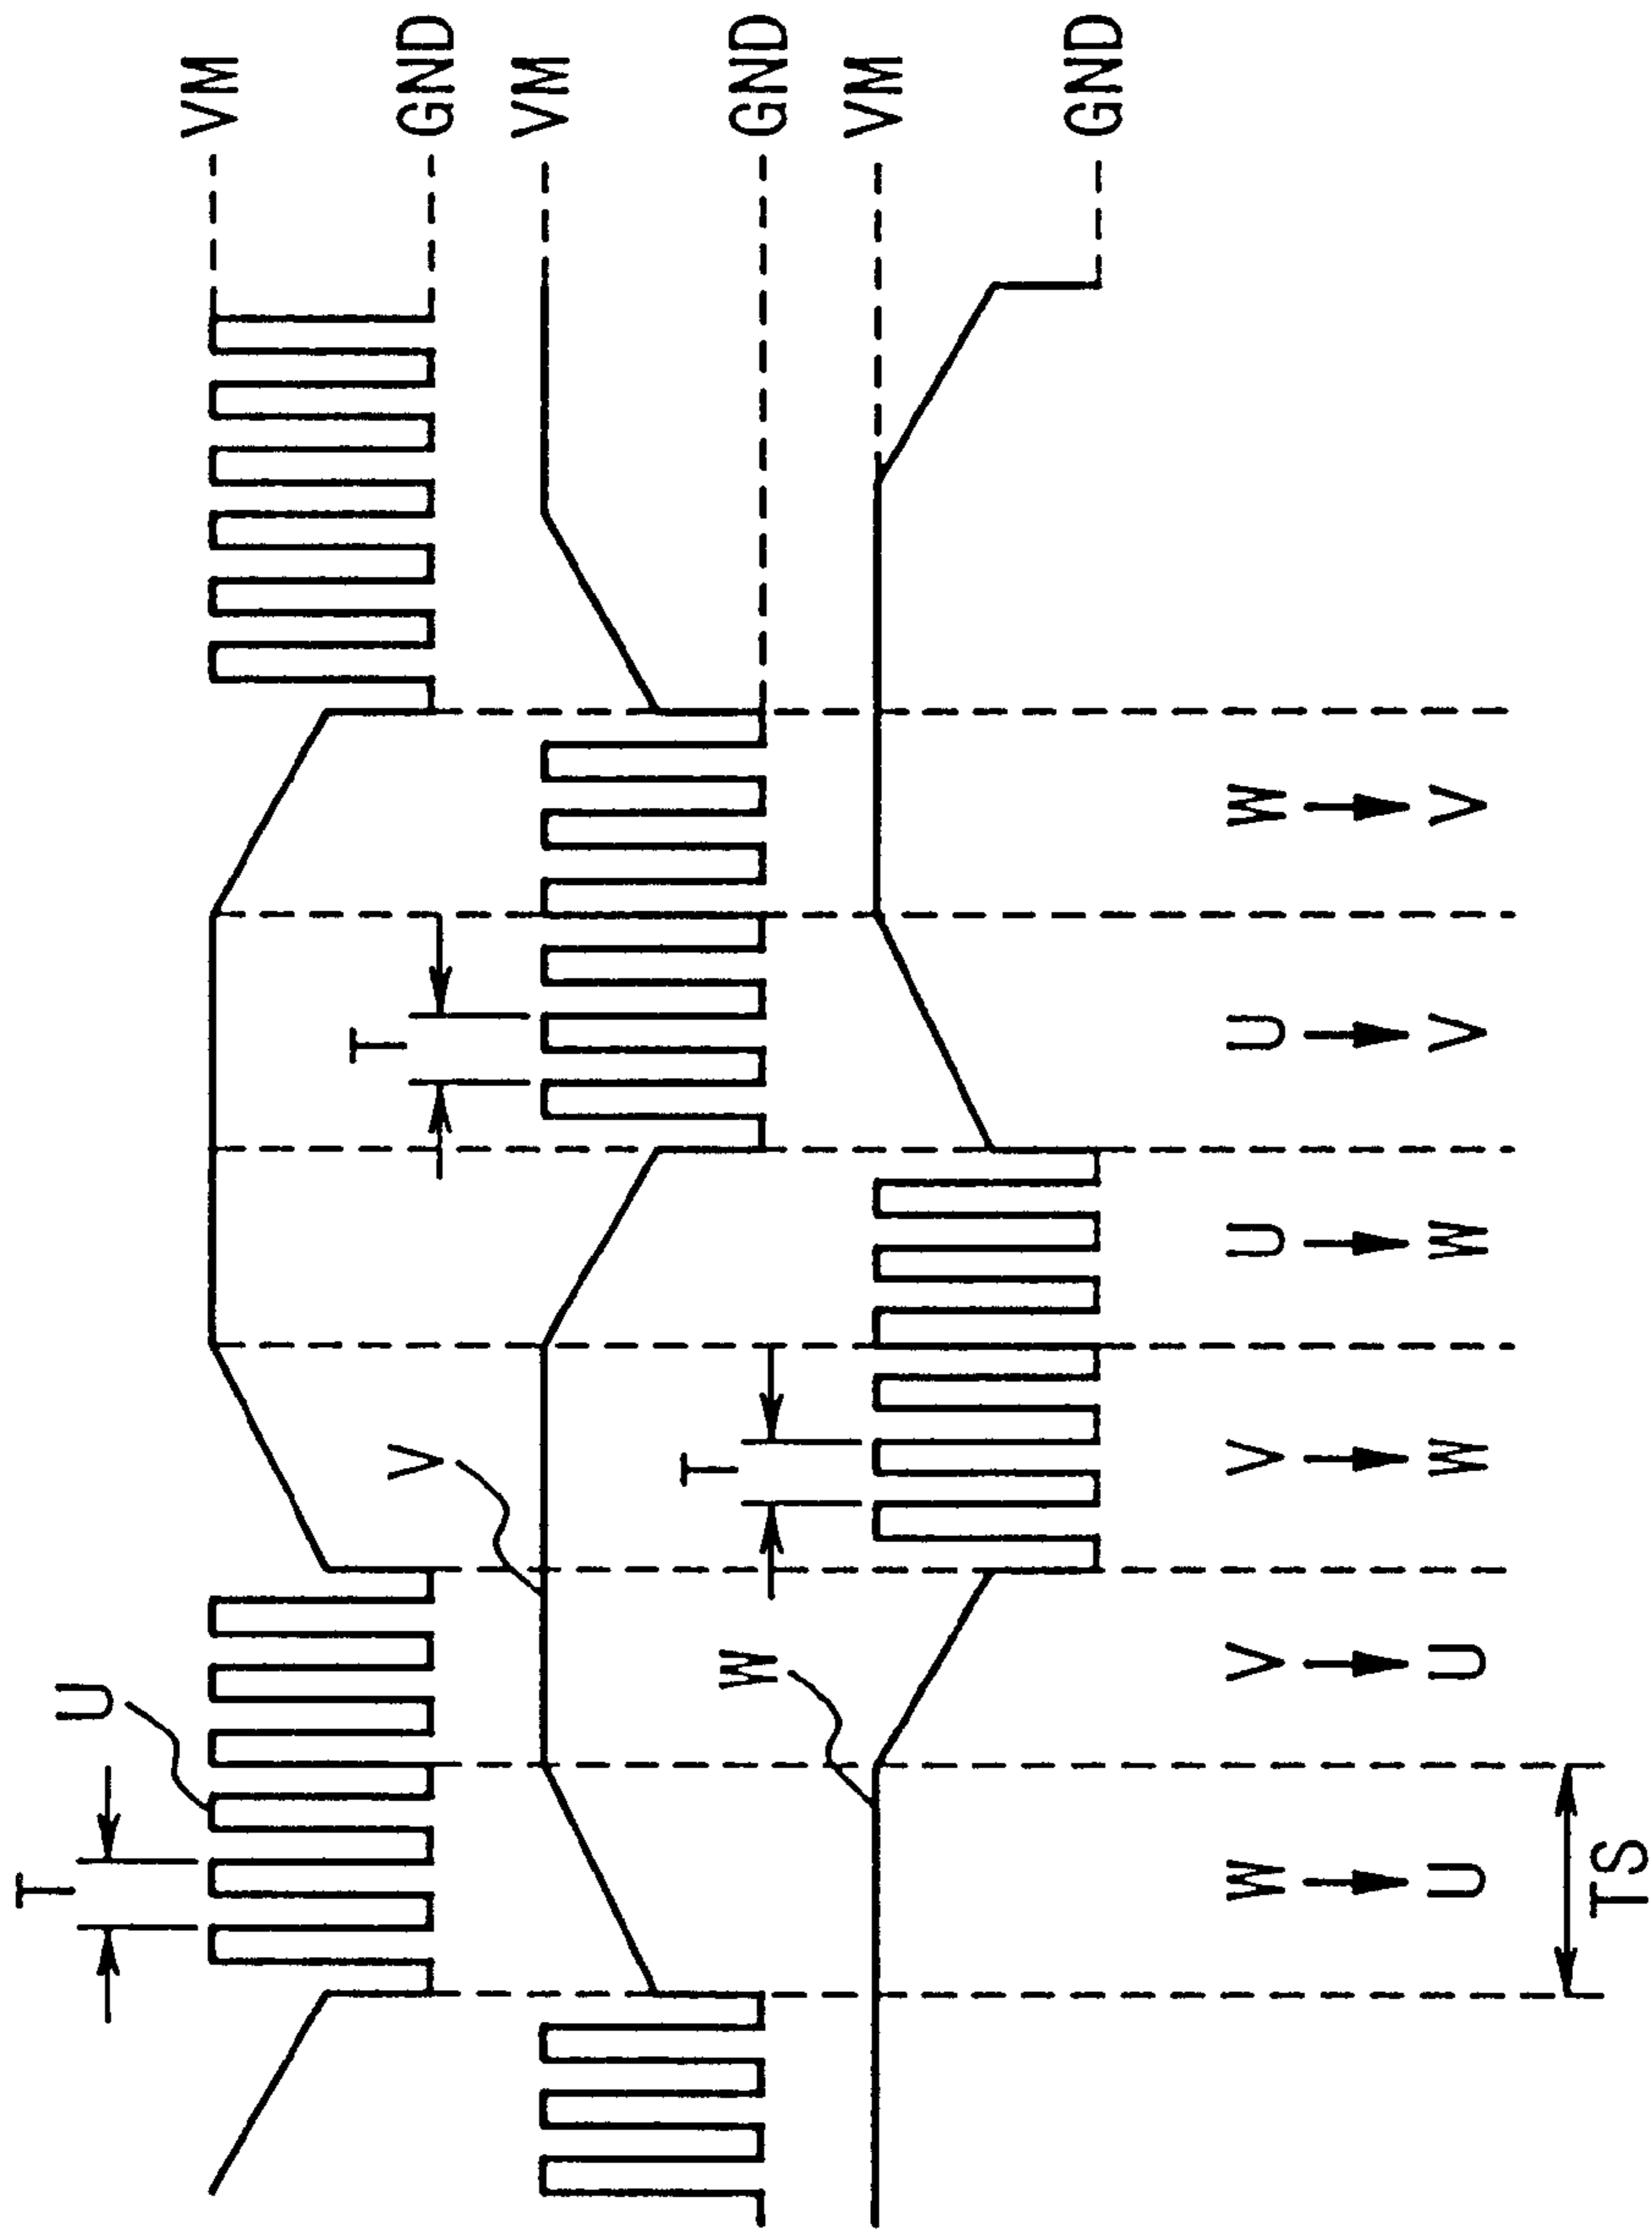 T
U
VM
T
V
GND
VM
T
W
GND
VM
GND
W V V U U W
↓ ↓ ↓ ↓ ↓ ↓
U U W W V V
TS